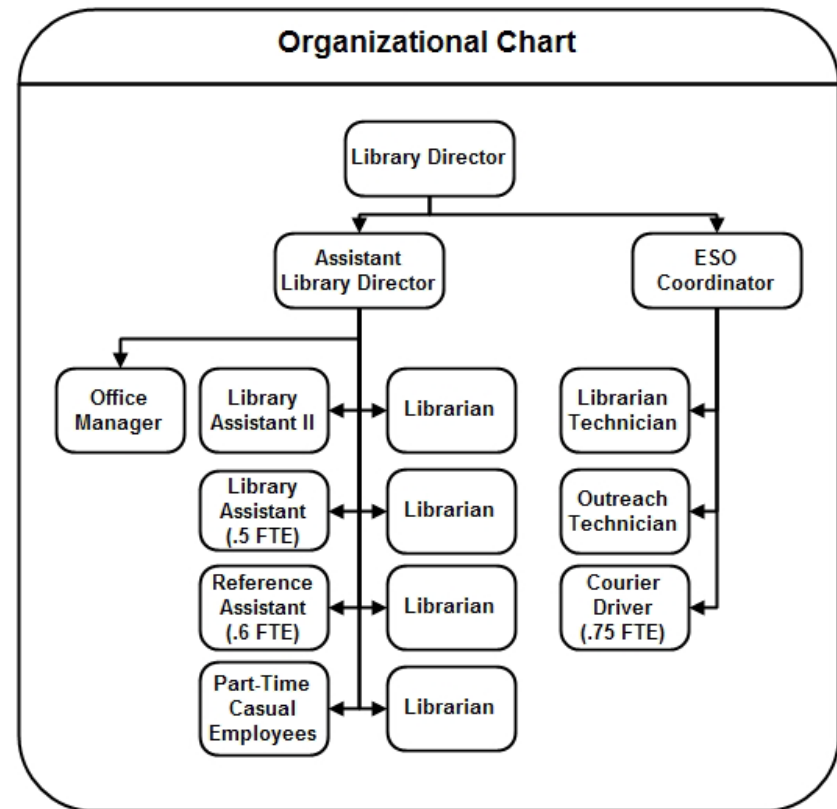 Organizational Chart
Library Director
Assistant
Library Director
ESO
Coordinator
Office
Manager
Library
Assistant II
Librarian
Librarian
Technician
Library
Assistant
(.5 FTE)
Librarian
Outreach
Technician
Reference
Assistant
(.6 FTE)
Librarian
Courier
Driver
(.75 FTE)
Part-Time
Casual
Employees
Librarian